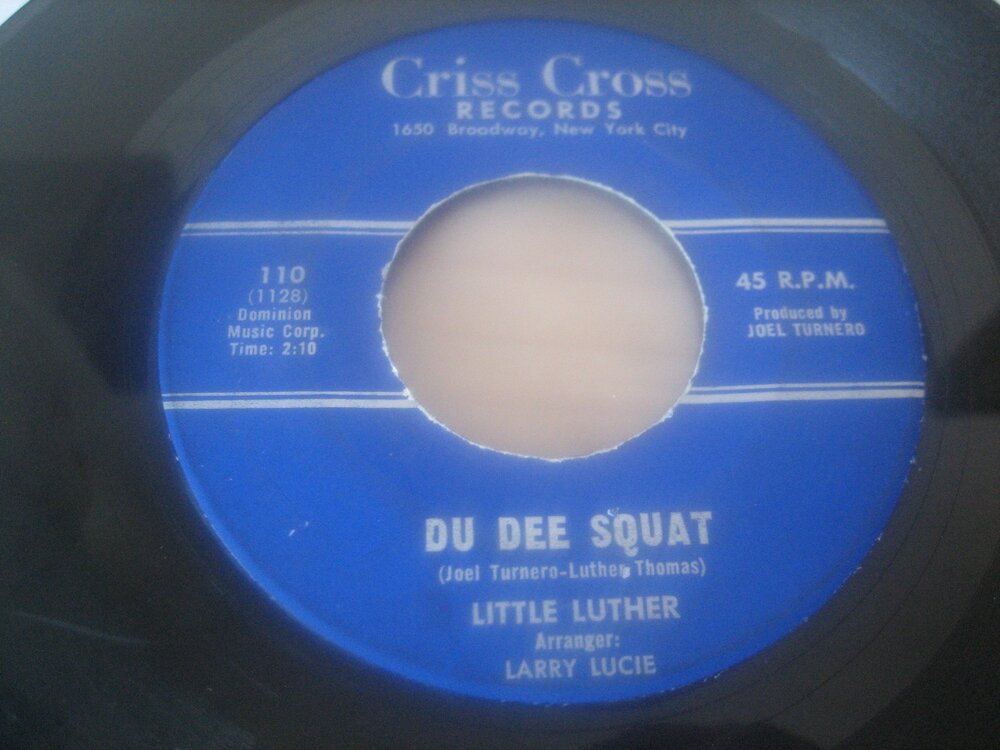 Criss Cross
RECORDS
1650 Broadway, New York City
110
(1128)
Dominion
Music Corp.
Time: 2:10
45 R.P.M.
Produced by
JOEL TURNERO
DU DEE SQUAT
(Joel Turnero-Luther Thomas)
LITTLE LUTHER
Arranger:
LARRY LUCIE